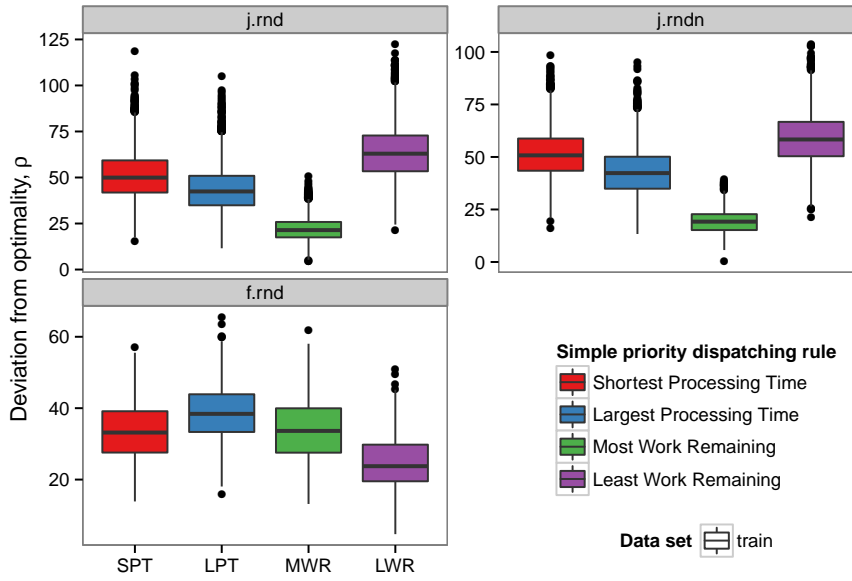 j.rnd
j.rndn
125
100
75
50
25
0
100
75
50
25
0
Deviation from optimality, ρ
f.rnd
60
40
20
SPT LPT MWR LWR
Simple priority dispatching rule
Shortest Processing Time
Largest Processing Time
Most Work Remaining
Least Work Remaining
Data set train